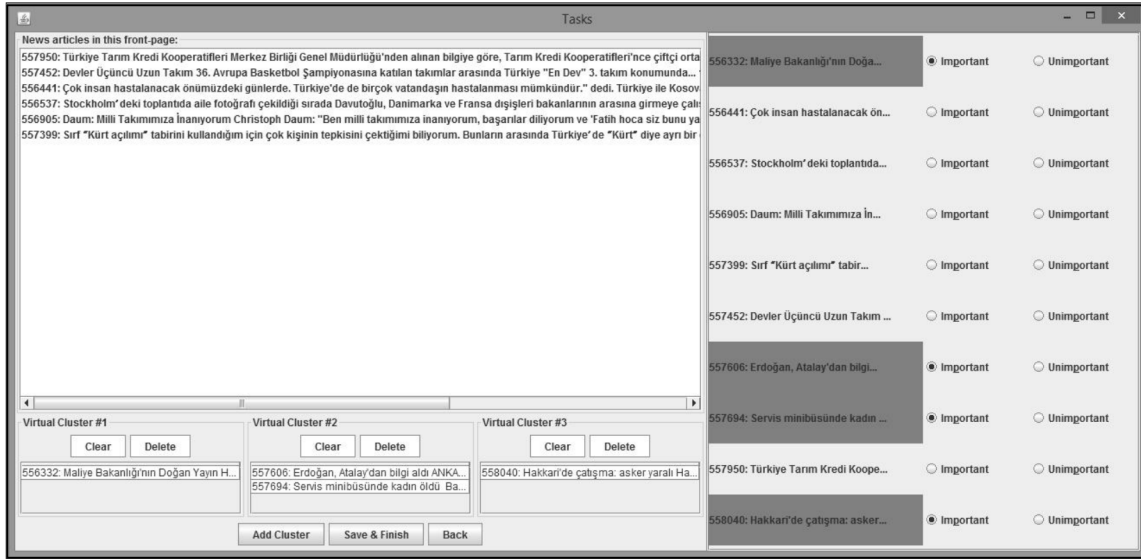 Tasks
News articles in this front-page:
557950: Türkiye Tarım Kredi Kooperatifleri Merkez Birliği Genel Müdürlüğü'nden alınan bilgiye göre, Tarım Kredi Kooperatifleri'nce çiftçi orta
557452: Devler Üçüncü Uzun Takım 36. Avrupa Basketbol Şampiyonasına katılan takımlar arasında Türkiye "En Dev" 3. takım konumunda...
556441: Çok insan hastalanacak önümüzdeki günlerde. Türkiye'de de birçok vatandaşın hastalanması mümkündür." dedi. Türkiye ile Kosova
556537: Stockholm'deki toplantıda aile fotoğrafı çekildiği sırada Davutoğlu, Danimarka ve Fransa dışişleri bakanlarının arasına girmeye çalış
556905: Daum: Milli Takımımıza İnanıyorum Christoph Daum: "Ben milli takımımıza inanıyorum, başarılar diliyorum ve 'Fatih hoca siz bunu ya
557399: Sırf "Kürt açılımı" tabirini kullandığım için çok kişinin tepkisini çektiğimi biliyorum. Bunların arasında Türkiye'de "Kürt" diye ayrı bir
Virtual Cluster #1 Virtual Cluster #2 Virtual Cluster #3
Clear Delete Clear Delete Clear Delete
556332: Maliye Bakanlığı'nın Doğan Yayın H... 557606: Erdoğan, Atalay'dan bilgi aldı ANKA... 558040: Hakkari'de çatışma: asker yaralı Ha...
557694: Servis minibüsünde kadın öldü Ba...
Add Cluster Save & Finish Back
556332: Maliye Bakanlığı'nın Doğa... Important Unimportant
556441: Çok insan hastalanacak ön... Important Unimportant
556537: Stockholm'deki toplantıda... Important Unimportant
556905: Daum: Milli Takımımıza İn... Important Unimportant
557399: Sırf "Kürt açılımı" tabir... Important Unimportant
557452: Devler Üçüncü Uzun Takım ... Important Unimportant
557606: Erdoğan, Atalay'dan bilgi... Important Unimportant
557694: Servis minibüsünde kadın ... Important Unimportant
557950: Türkiye Tarım Kredi Koope... Important Unimportant
558040: Hakkari'de çatışma: asker... Important Unimportant